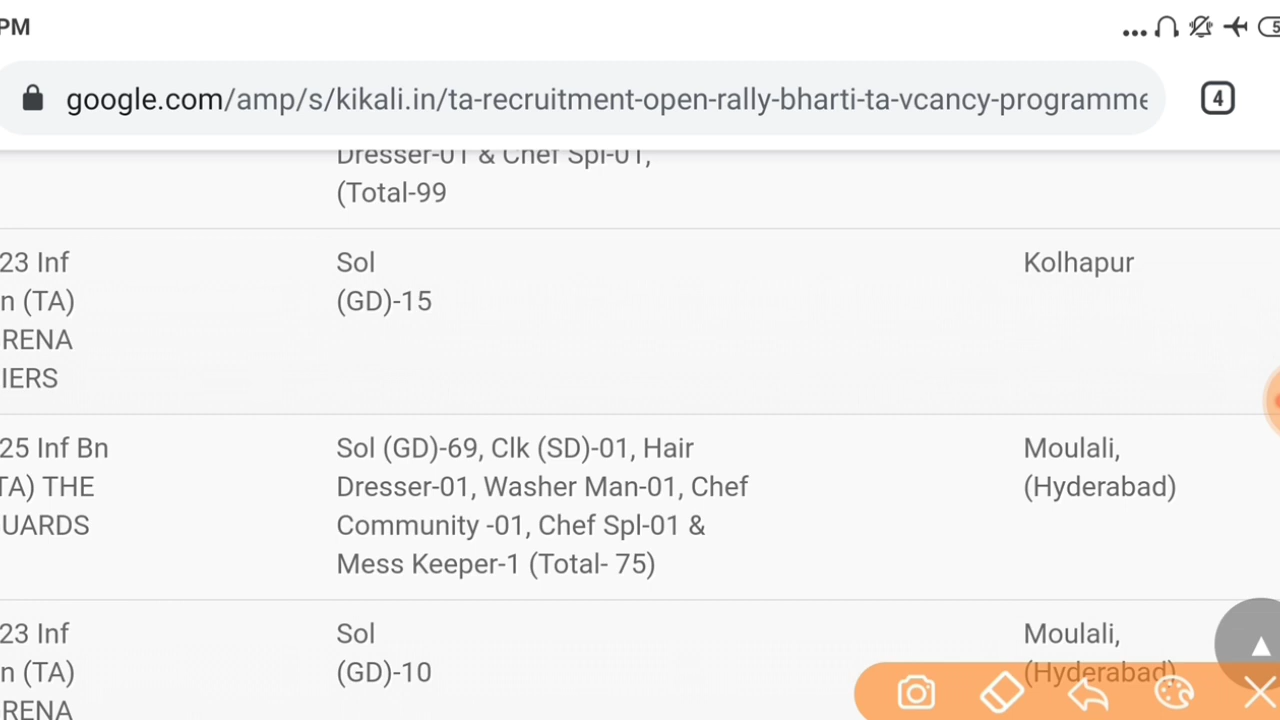 PM
google.com/amp/s/kikali.in/ta-recruitment-open-rally-bharti-ta-vcancy-programme
4
5
Dresser-01 & Chef Spl-01,
(Total-99
23 Inf
n (TA)
RENA
IERS
Sol
(GD)-15
Kolhapur
25 Inf Bn
TA) THE
UARDS
Sol (GD)-69, Clk (SD)-01, Hair
Dresser-01, Washer Man-01, Chef
Community -01, Chef Spl-01 &
Mess Keeper-1 (Total- 75)
Moulali,
(Hyderabad)
23 Inf
n (TA)
RENA
Sol
(GD)-10
Moulali,
(Hyderabad)